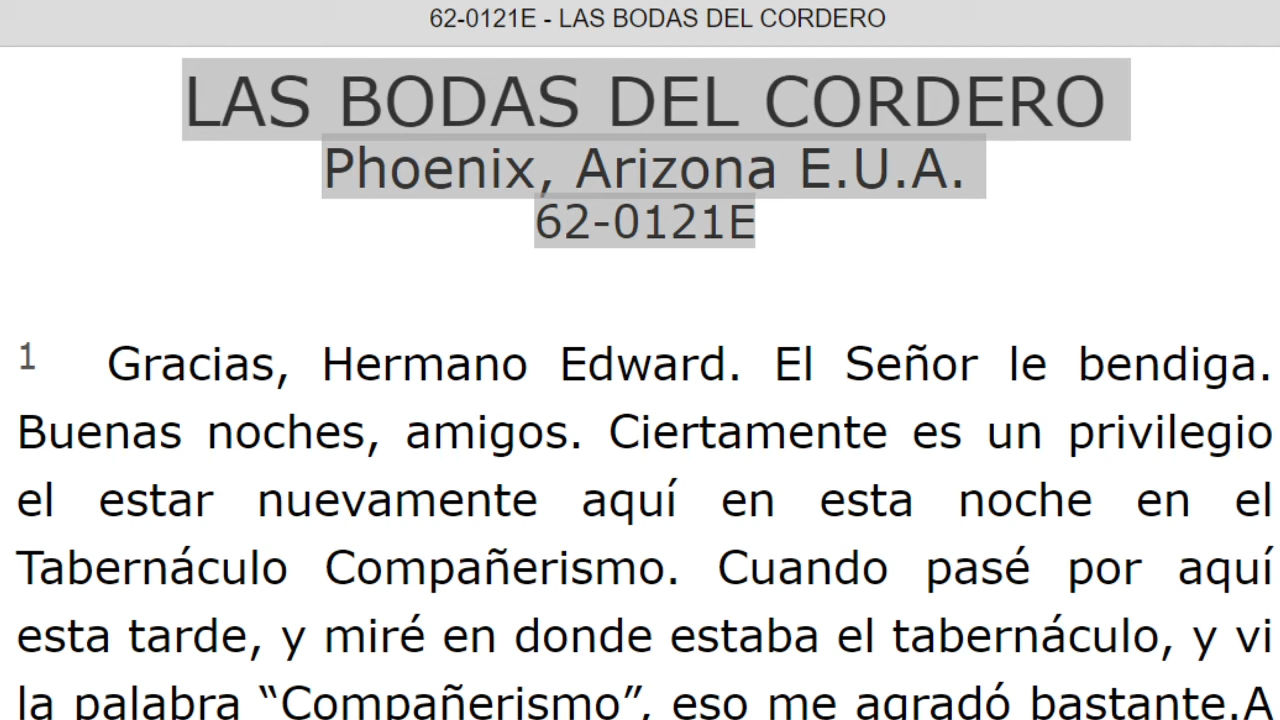 62-0121E - LAS BODAS DEL CORDERO
LAS BODAS DEL CORDERO
Phoenix, Arizona E.U.A.
62-0121E
1 Gracias, Hermano Edward. El Señor le bendiga.
Buenas noches, amigos. Ciertamente es un privilegio
el estar nuevamente aquí en esta noche en el
Tabernáculo Compañerismo. Cuando pasé por aquí
esta tarde, y miré en donde estaba el tabernáculo, y vi
la palabra “Compañerismo”, eso me agradó bastante.A